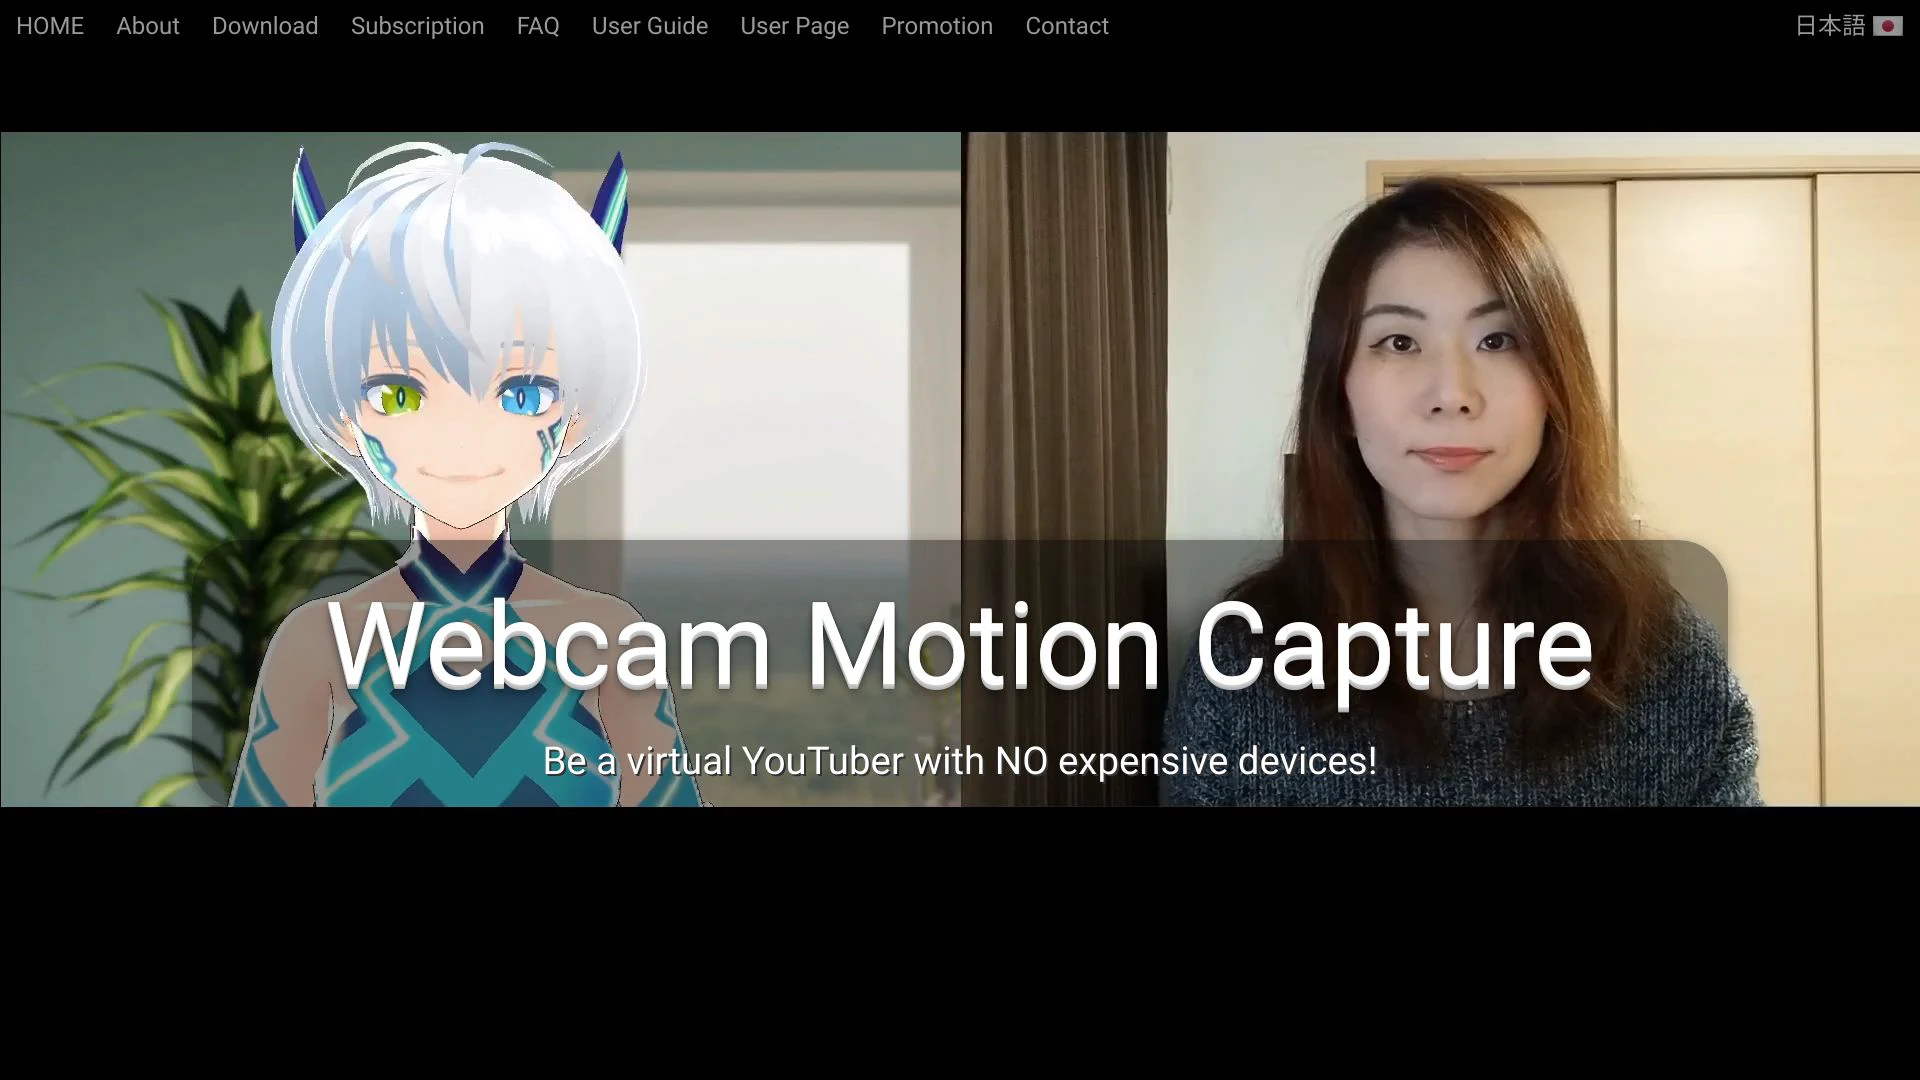 HOME About Download Subscription FAQ User Guide User Page Promotion Contact 日本語
Webcam Motion Capture
Be a virtual YouTuber with NO expensive devices!